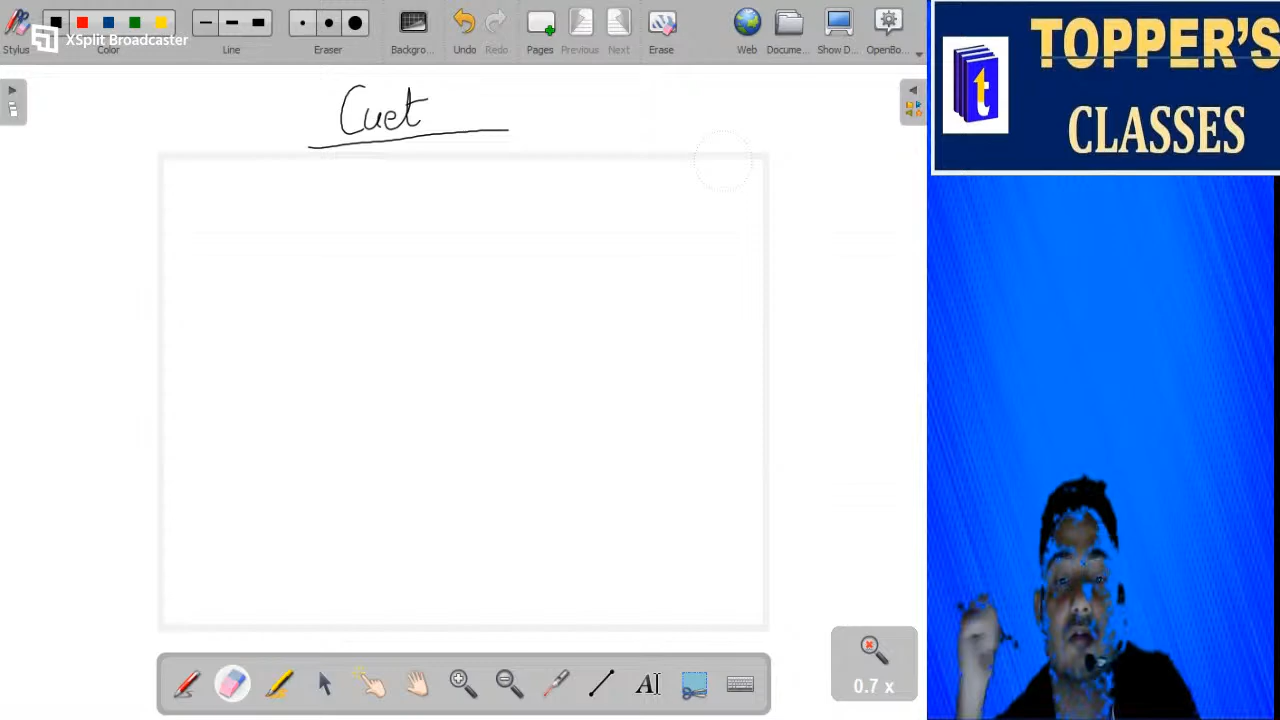 Stylus
Color
Line
Eraser
Backgro...
Undo
Redo
Pages
Previous
Next
Erase
Web
Docume...
Show D...
OpenBo...
XSplit Broadcaster
TOPPER'S
CLASSES
t
Cuet
A
0.7 x